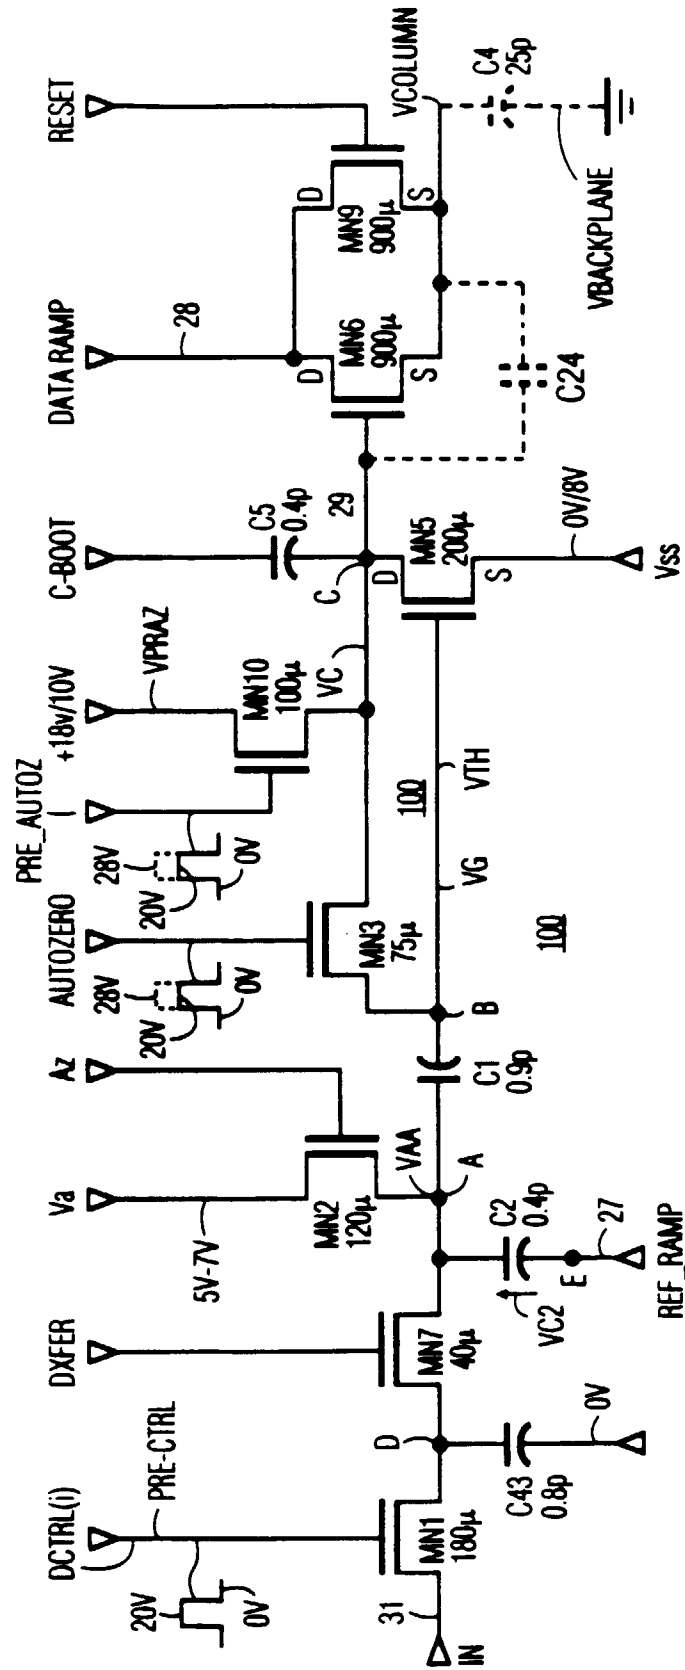 DCTRL(i)
DXFER
Va
Az
AUTOZERO
PRE_AUTOZ
+18v/10V
C-BOOT
DATA RAMP
RESET
PRE-CTRL
20V
0V
5V-7V
28V
20V
0V
28V
20V
0V
VPRAZ
28
MN10
100µ
C5
0.4p
D
D
MN6
900µ
MN9
900µ
S
S
VCOLUMN
C4
25p
VBACKPLANE
C24
MN2
120µ
MN3
75µ
VC
C
29
D
MN5
200µ
S
0V/8V
Vss
IN
31
MN1
180µ
D
MN7
40µ
VAA
A
C1
0.9p
B
VG
VTH
100
100
C43
0.8p
0V
C2
0.4p
VC2
E
27
REF_RAMP